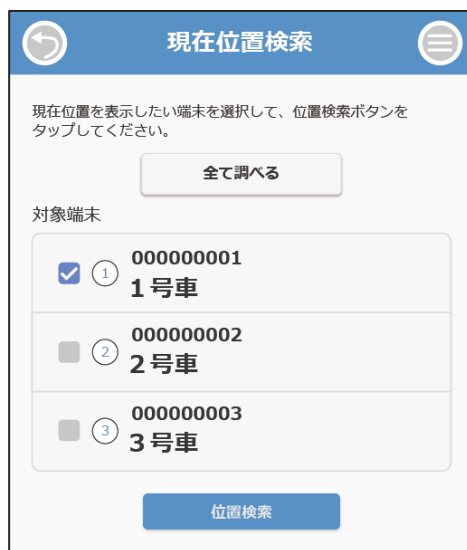 現在位置検索
現在位置を表示したい端末を選択して、位置検索ボタンを
タップしてください。
全て調べる
対象端末
1 000000001
1号車
2 000000002
2号車
3 000000003
3号車
位置検索